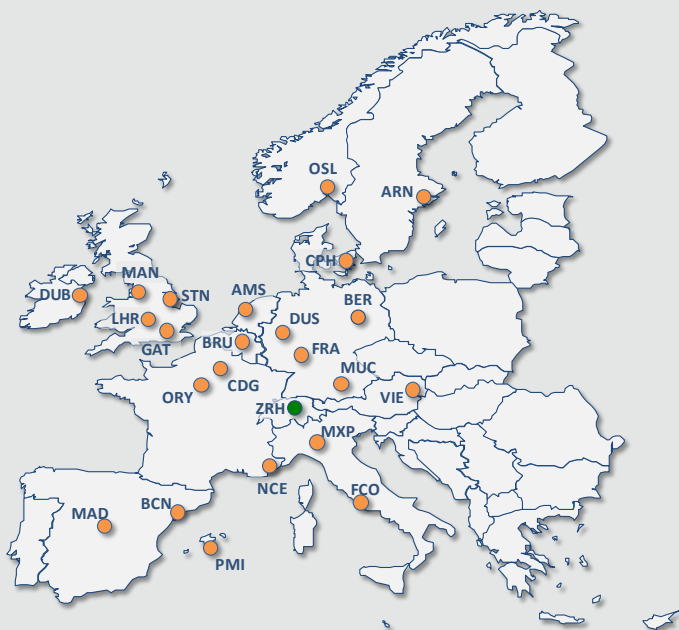 OSL
ARN
CPH
MAN
DUB
STN
AMS
BER
LHR
DUS
GAT
BRU
FRA
MUC
CDG
ORY
VIE
ZRH
MXP
NCE
FCO
BCN
MAD
PMI